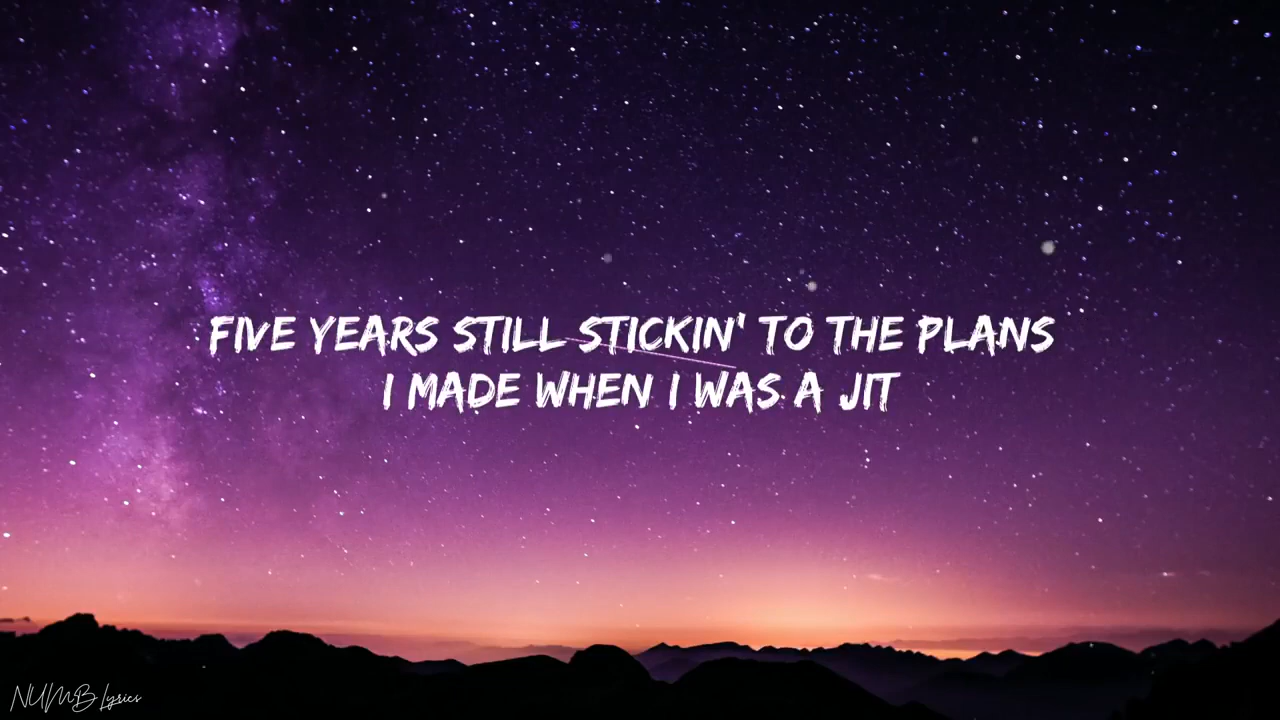 FIVE YEARS STILL STICKIN' TO THE PLANS
I MADE WHEN I WAS A JIT
NUMB Lyrics